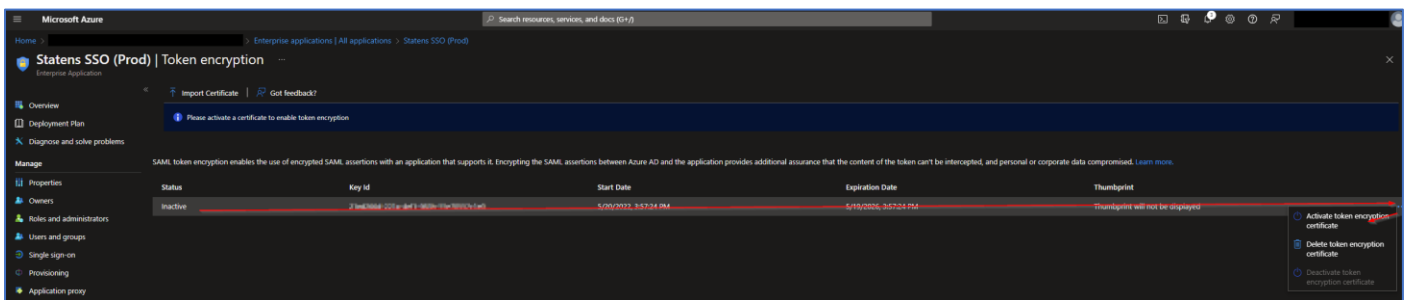 Microsoft Azure
Search resources, services, and docs (G+/)
Home > > Enterprise applications | All applications > Statens SSO (Prod)
Statens SSO (Prod) | Token encryption ...
Enterprise Application
Import Certificate | Got feedback?
Please activate a certificate to enable token encryption
Overview
Deployment Plan
Diagnose and solve problems
Manage
Properties
Owners
Roles and administrators
Users and groups
Single sign-on
Provisioning
Application proxy
SAML token encryption enables the use of encrypted SAML assertions with an application that supports it. Encrypting the SAML assertions between Azure AD and the application provides additional assurance that the content of the token can't be intercepted, and personal or corporate data compromised. Learn more.
Status Key Id Start Date Expiration Date Thumbprint
Inactive 5/20/2022, 3:57:24 PM 5/19/2026, 3:57:24 PM Thumbprint will not be displayed
Activate token encryption
certificate
Delete token encryption
certificate
Deactivate token
encryption certificate